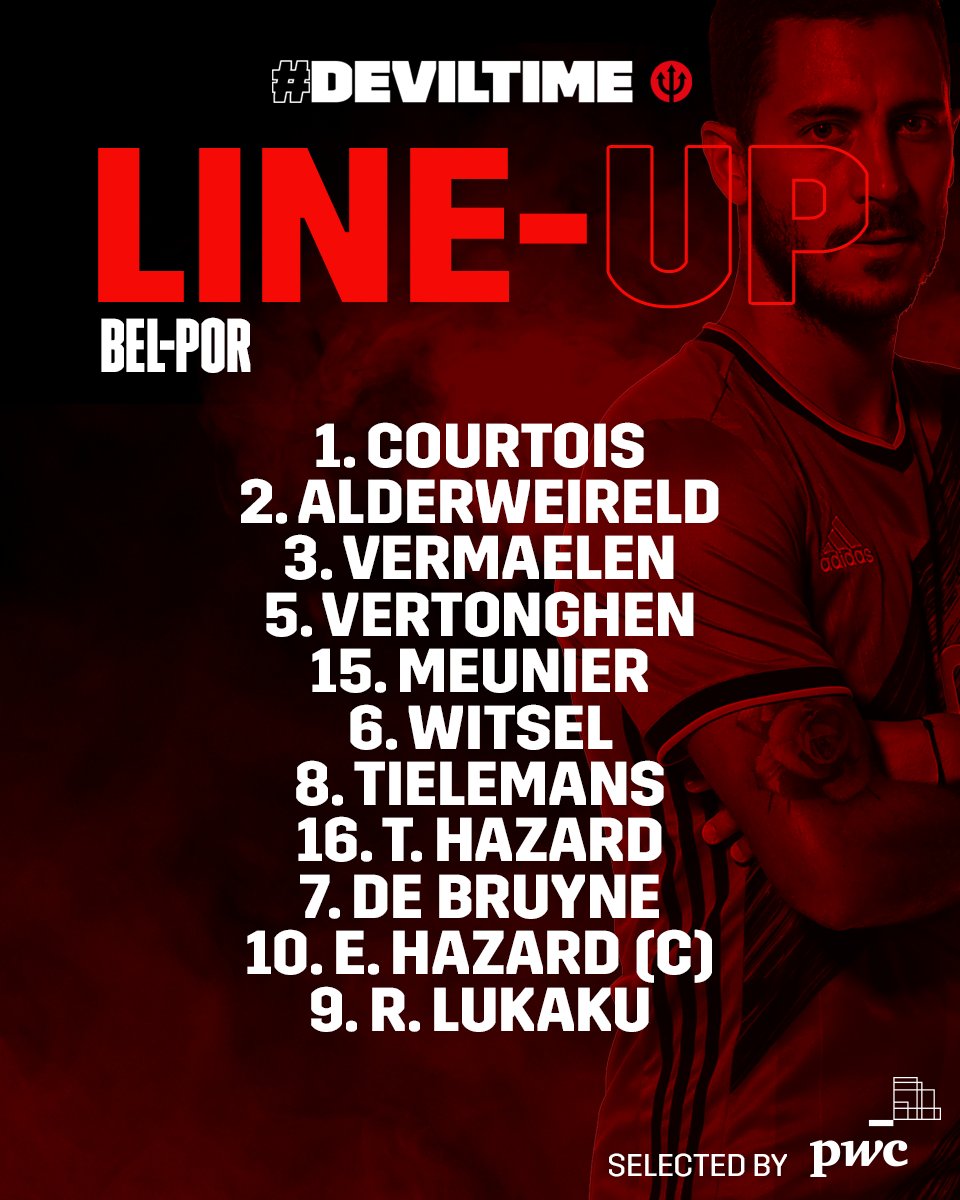 #DEVILTIME
LINE-UP
BEL-POR
1. COURTOIS
2. ALDERWEIRELD
3. VERMAELEN
5. VERTONGHEN
15. MEUNIER
6. WITSEL
8. TIELEMANS
16. T. HAZARD
7. DE BRUYNE
10. E. HAZARD (C)
9. R. LUKAKU
adidas
SELECTED BY pwc